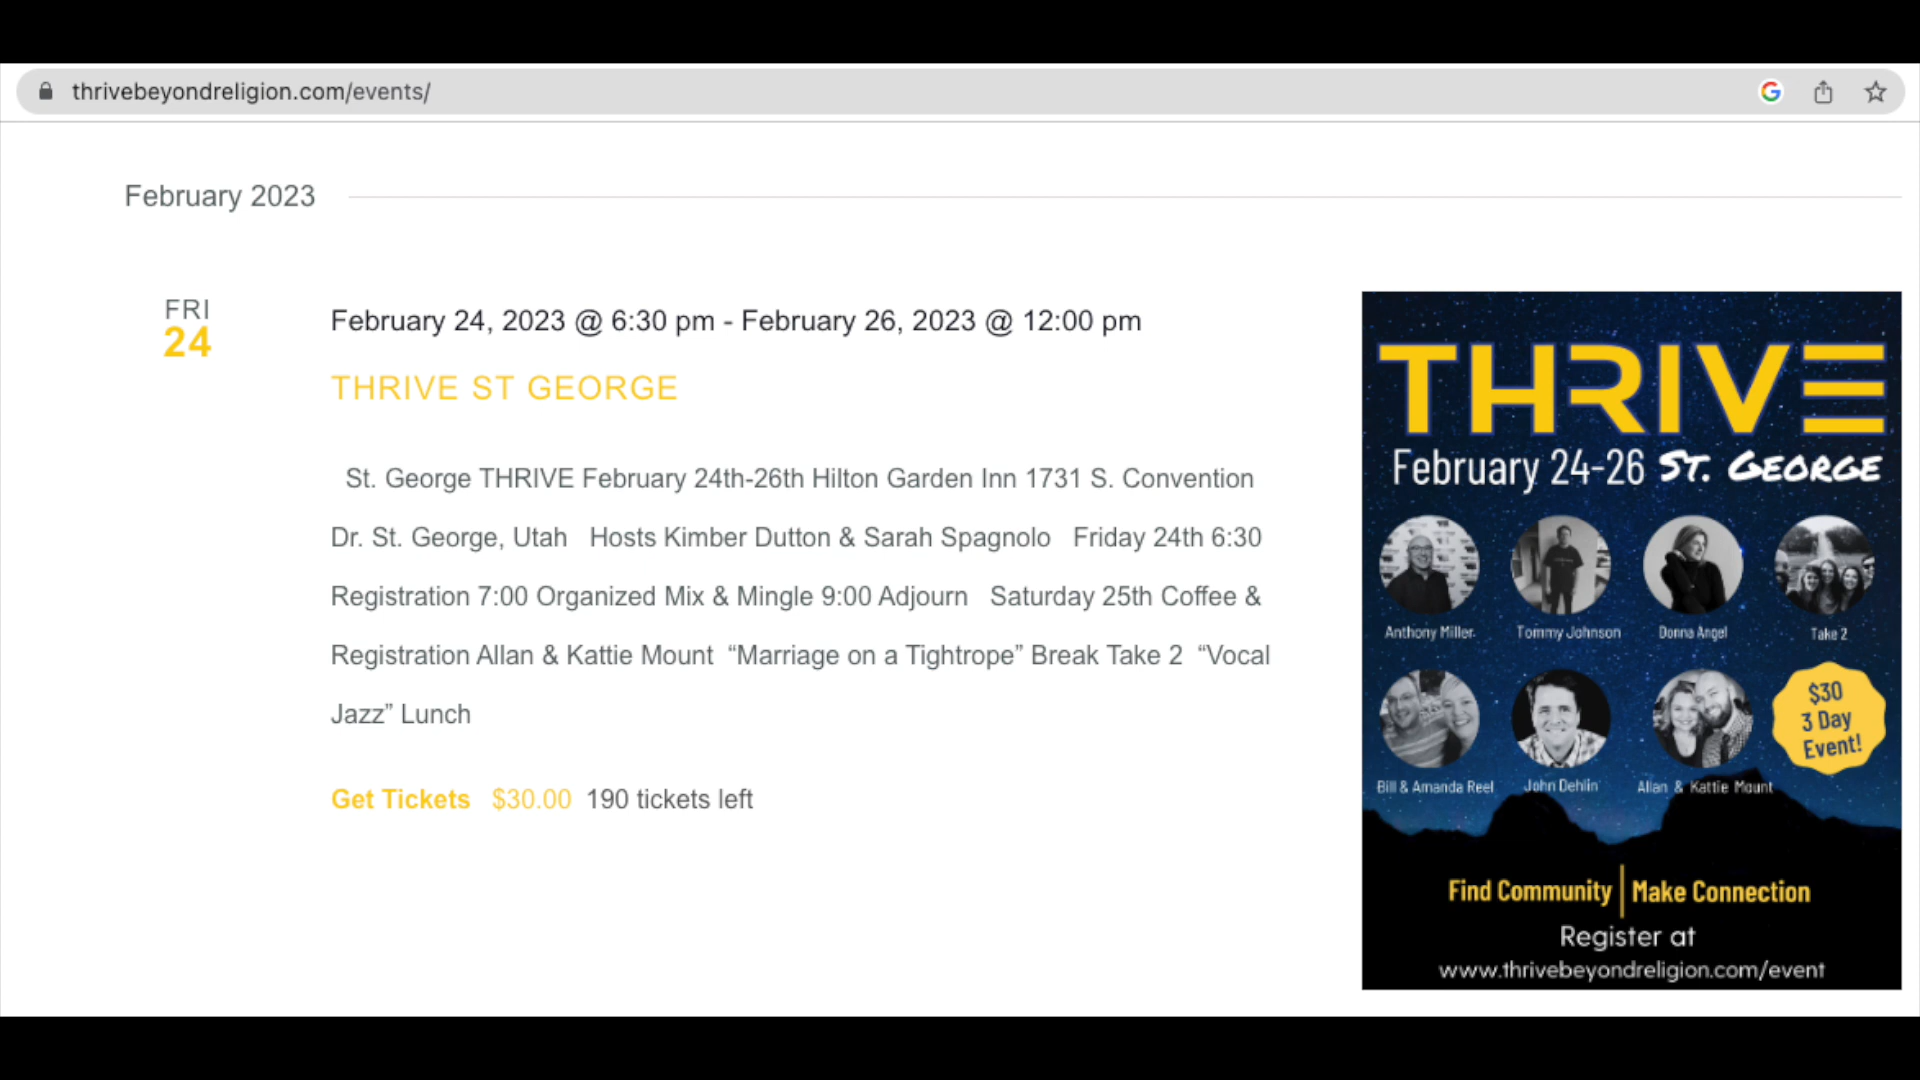 thrivebeyondreligion.com/events/
February 2023
FRI
24
February 24, 2023 @ 6:30 pm - February 26, 2023 @ 12:00 pm
THRIVE ST GEORGE
St. George THRIVE February 24th-26th Hilton Garden Inn 1731 S. Convention
Dr. St. George, Utah Hosts Kimber Dutton & Sarah Spagnolo Friday 24th 6:30
Registration 7:00 Organized Mix & Mingle 9:00 Adjourn Saturday 25th Coffee &
Registration Allan & Kattie Mount “Marriage on a Tightrope” Break Take 2 “Vocal
Jazz” Lunch
Get Tickets $30.00 190 tickets left
THRIVE
February 24-26 ST. GEORGE
Anthony Miller
Tommy Johnson
Donna Angel
Take 2
Bill & Amanda Reel
John Dehlin
Allan & Kattie Mount
$30
3 Day
Event!
Find Community | Make Connection
Register at
www.thrivebeyondreligion.com/event